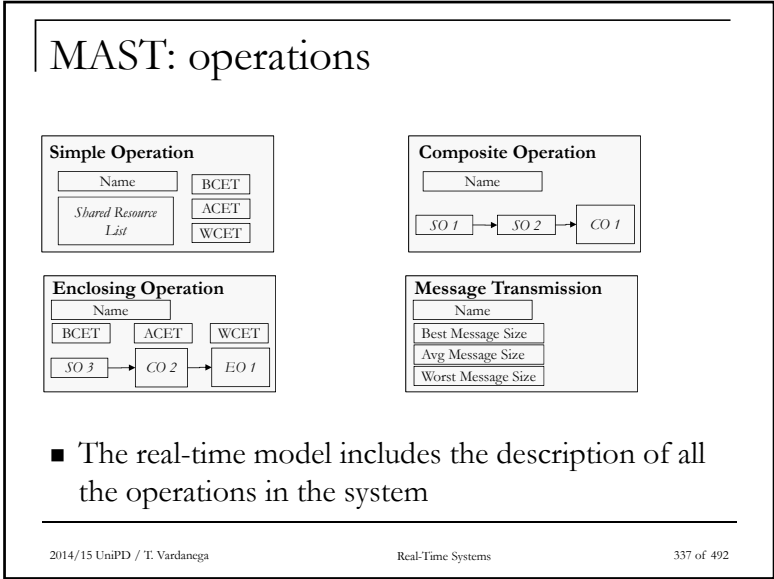 MAST: operations
Simple Operation
Name
BCET
Shared Resource
List
ACET
WCET
Composite Operation
Name
SO 1
SO 2
CO 1
Enclosing Operation
Name
BCET
ACET
WCET
SO 3
CO 2
EO 1
Message Transmission
Name
Best Message Size
Avg Message Size
Worst Message Size
■ The real-time model includes the description of all
the operations in the system
2014/15 UniPD / T. Vardanega
Real-Time Systems
337 of 492